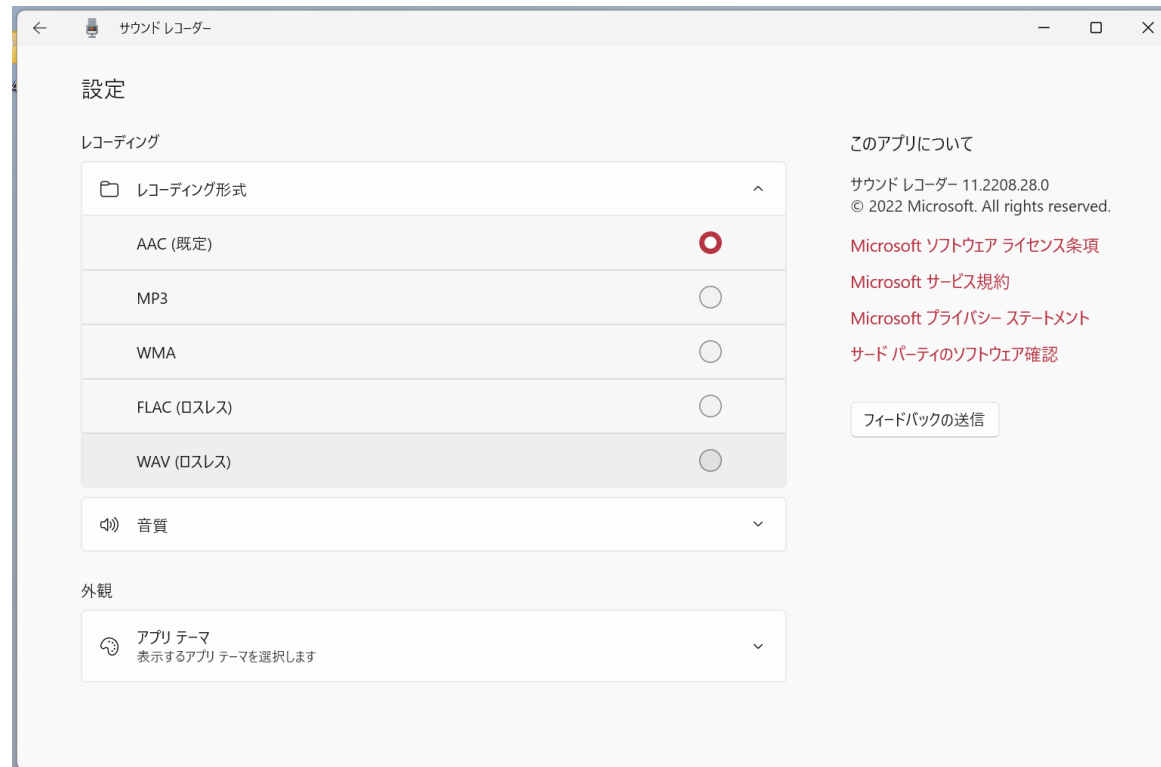 サウンド レコーダー
設定
レコーディング
レコーディング形式
AAC (既定)
MP3
WMA
FLAC (ロスレス)
WAV (ロスレス)
音質
外観
アプリ テーマ
表示するアプリ テーマを選択します
このアプリについて
サウンド レコーダー 11.2208.28.0
© 2022 Microsoft. All rights reserved.
Microsoft ソフトウェア ライセンス条項
Microsoft サービス規約
Microsoft プライバシー ステートメント
サード パーティのソフトウェア確認
フィードバックの送信